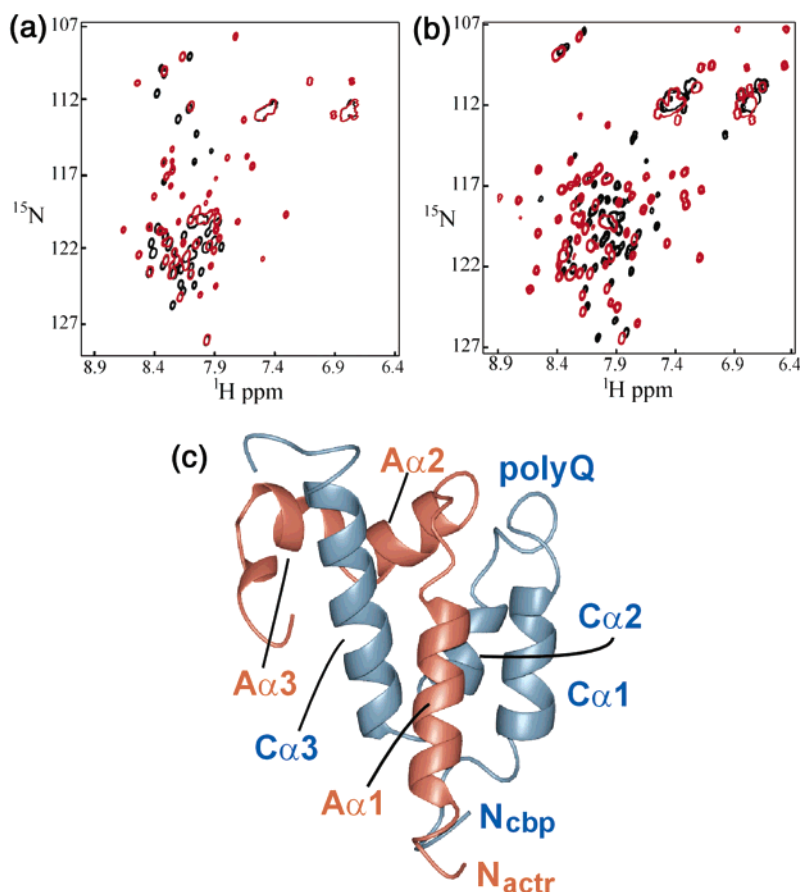 (a)
107
112
117
122
127
¹⁵N
8.9 8.4 7.9 7.4 6.9 6.4
¹H ppm
(b)
107
112
117
122
127
¹⁵N
8.9 8.4 7.9 7.4 6.9 6.4
¹H ppm
(c)
Aα2
polyQ
Cα2
Aα3
Cα1
Cα3
Aα1
Ncbp
Nactr